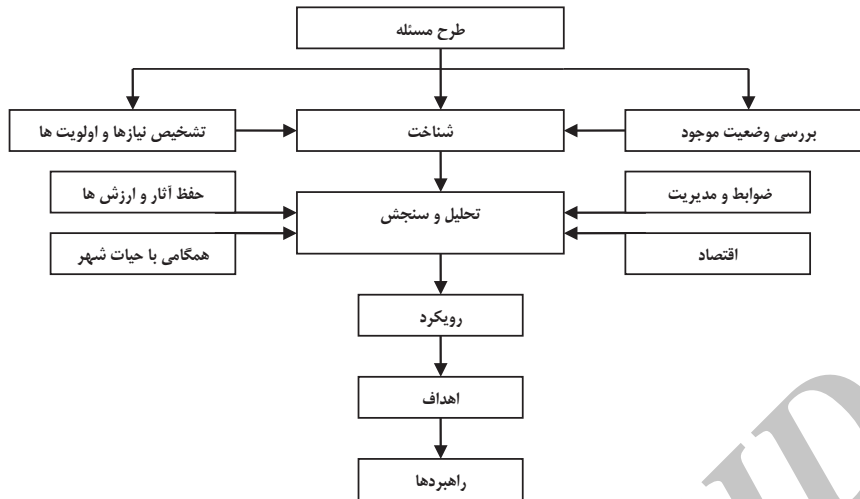 طرح مسئله
بررسی وضعیت موجود
شناخت
تشخیص نیازها و اولویت ها
ضوابط و مدیریت
تحلیل و سنجش
حفظ آثار و ارزش ها
اقتصاد
همگامی با حیات شهر
رویکرد
اهداف
راهبردها